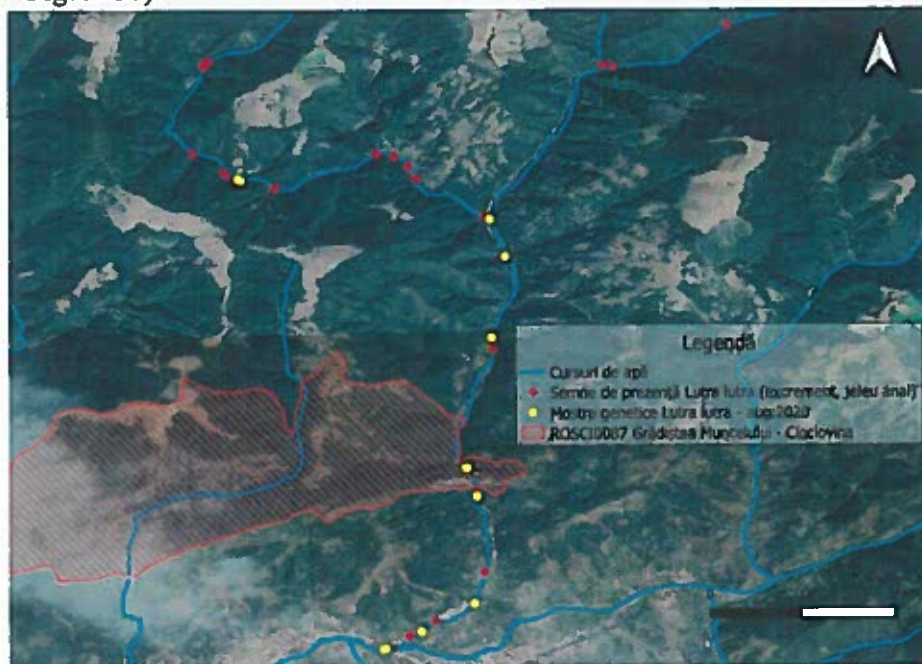 Legendă
Cursuri de apă
Semne de prezență Lutra lutra (excrement, jeleu anal)
Mostre genetice Lutra lutra - aug 2020
ROSCI0087 Grădiștea Muncelului - Cioclovina